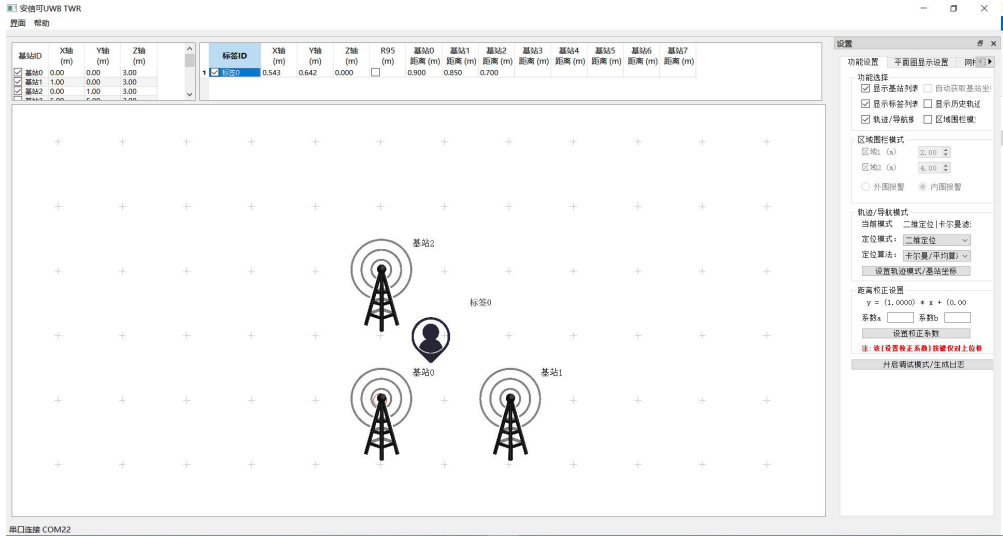 安信可UWB TWR
界面 帮助
设置
基站ID X轴 (m) Y轴 (m) Z轴 (m)
基站0 0.00 0.00 3.00
基站1 1.00 0.00 3.00
基站2 0.00 1.00 3.00
标签ID X轴 (m) Y轴 (m) Z轴 (m) R95 (m) 基站0 距离 (m) 基站1 距离 (m) 基站2 距离 (m) 基站3 距离 (m) 基站4 距离 (m) 基站5 距离 (m) 基站6 距离 (m) 基站7 距离 (m)
1 标签0 0.543 0.642 0.000 0.900 0.850 0.700
基站2
标签0
基站0
基站1
功能设置 平面图显示设置
功能选择
显示基站列表 自动获取基站坐
显示标签列表 显示历史轨迹
轨迹/导航 区域围栏模
区域围栏模式
区域1 (m) 2.00
区域2 (m) 4.00
外围报警 内围报警
轨迹/导航模式
当前模式 二维定位|卡尔曼滤
定位模式: 二维定位
定位算法: 卡尔曼/平均算
设置轨迹模式/基站坐标
距离校正设置
y = (1.0000) * x + (0.00
系数a 系数b
设置校正系数
注:该[设置校正系数]按键仅对上位机
开启调试模式/生成日志
串口连接 COM22